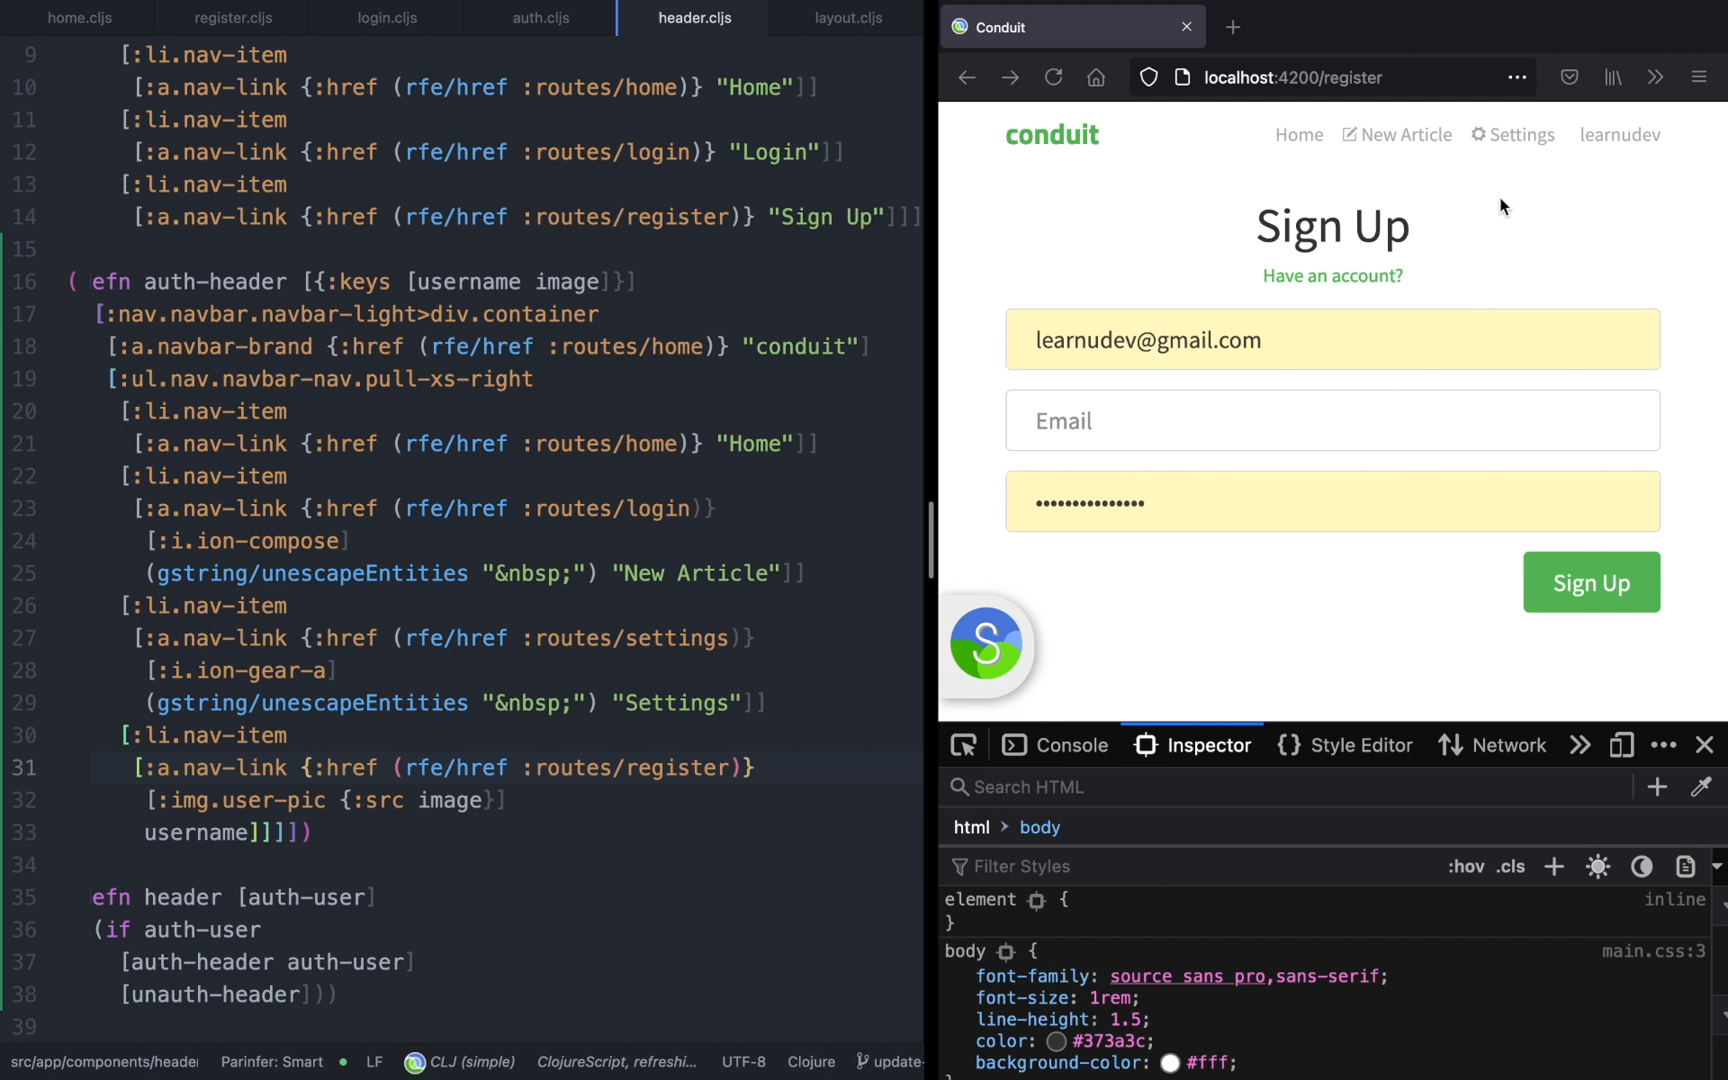 home.cljs register.cljs login.cljs auth.cljs header.cljs layout.cljs
9 [:li.nav-item
10 [:a.nav-link {:href (rfe/href :routes/home)} "Home"]]
11 [:li.nav-item
12 [:a.nav-link {:href (rfe/href :routes/login)} "Login"]]
13 [:li.nav-item
14 [:a.nav-link {:href (rfe/href :routes/register)} "Sign Up"]]]
15
16 ( efn auth-header [{:keys [username image]}]
17 [:nav.navbar.navbar-light>div.container
18 [:a.navbar-brand {:href (rfe/href :routes/home)} "conduit"]
19 [:ul.nav.navbar-nav.pull-xs-right
20 [:li.nav-item
21 [:a.nav-link {:href (rfe/href :routes/home)} "Home"]]
22 [:li.nav-item
23 [:a.nav-link {:href (rfe/href :routes/login)}
24 [:i.ion-compose]
25 (gstring/unescapeEntities "&nbsp;") "New Article"]]
26 [:li.nav-item
27 [:a.nav-link {:href (rfe/href :routes/settings)}
28 [:i.ion-gear-a]
29 (gstring/unescapeEntities "&nbsp;") "Settings"]]
30 [:li.nav-item
31 [:a.nav-link {:href (rfe/href :routes/register)}
32 [:img.user-pic {:src image}]
33 username]]]])
34
35 efn header [auth-user]
36 (if auth-user
37 [auth-header auth-user]
38 [unauth-header]))
39
src/app/components/header Parinfer: Smart LF CLJ (simple) ClojureScript, refreshi... UTF-8 Clojure update-
Conduit
localhost:4200/register
conduit Home New Article Settings learnudev
Sign Up
Have an account?
learnudev@gmail.com
Email
•••••••••••••••
Sign Up
S
Console Inspector {} Style Editor Network
Search HTML
html > body
Filter Styles :hov .cls
element { inline
}
body { main.css:3
font-family: source sans pro,sans-serif;
font-size: 1rem;
line-height: 1.5;
color: #373a3c;
background-color: #fff;